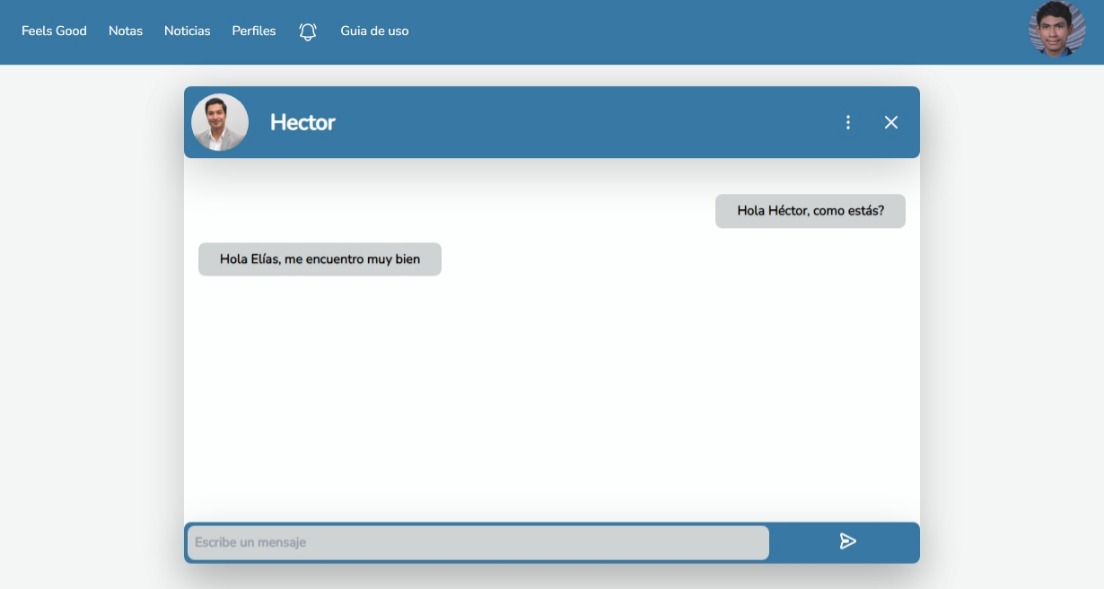 Feels Good Notas Noticias Perfiles Guia de uso
Hector
Hola Héctor, como estás?
Hola Elías, me encuentro muy bien
Escribe un mensaje